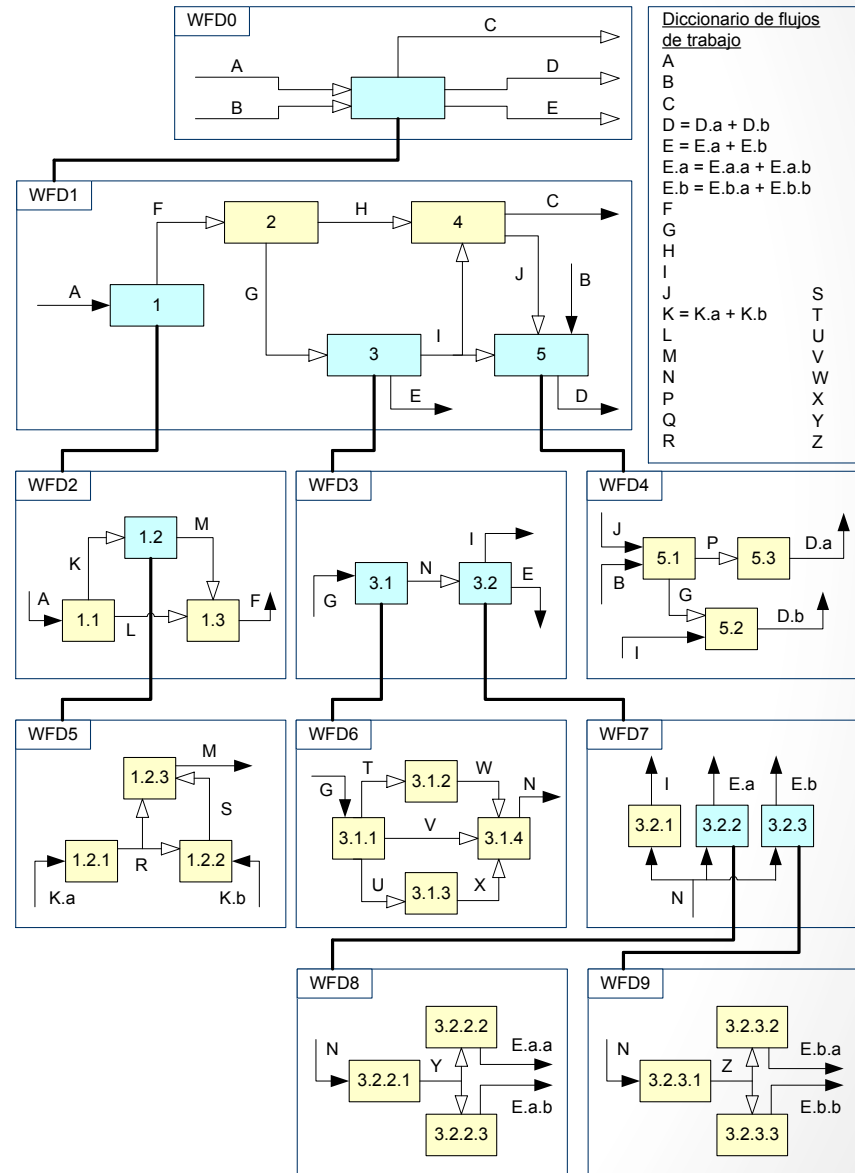 WFD0
C
A
D
B
E
Diccionario de flujos
de trabajo
A
B
C
D = D.a + D.b
E = E.a + E.b
E.a = E.a.a + E.a.b
E.b = E.b.a + E.b.b
F
G
H
I
J S
K = K.a + K.b T
L U
M V
N W
P X
Q Y
R Z
WFD1
F
2
H
4
C
A
1
G
J
B
3
I
5
E
D
WFD2
1.2
M
K
A
1.1
L
1.3
F
WFD3
I
3.1
N
3.2
E
G
WFD4
J
5.1
P
5.3
D.a
B
G
5.2
D.b
I
WFD5
M
1.2.3
S
1.2.1
R
1.2.2
K.a
K.b
WFD6
T
3.1.2
W
G
N
3.1.1
V
3.1.4
U
3.1.3
X
WFD7
I
E.a
E.b
3.2.1
3.2.2
3.2.3
N
WFD8
3.2.2.2
N
E.a.a
3.2.2.1
Y
E.a.b
3.2.2.3
WFD9
3.2.3.2
N
E.b.a
3.2.3.1
Z
E.b.b
3.2.3.3